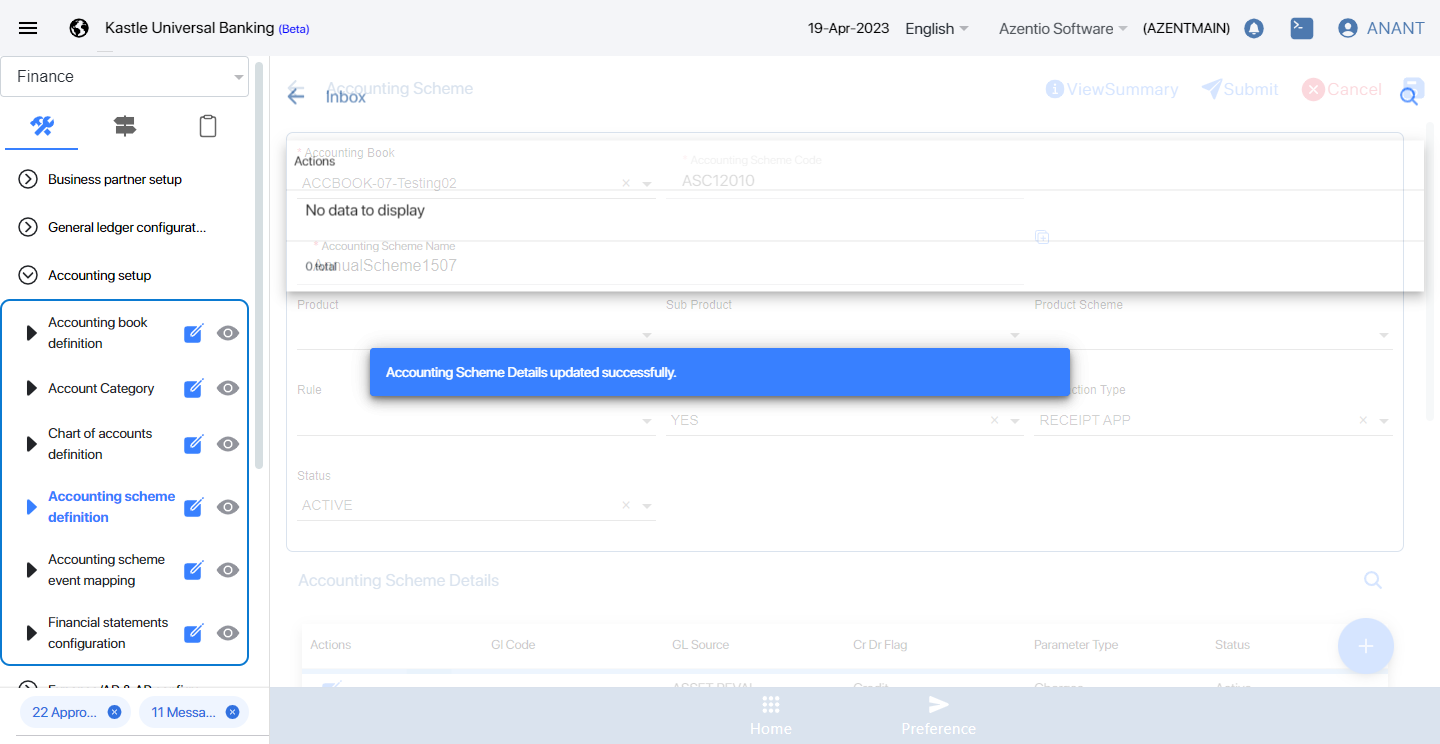 Kastle Universal Banking (Beta)
19-Apr-2023
English
Azentio Software
(AZENTMAIN)
ANANT
Finance
Business partner setup
General ledger configurat...
Accounting setup
Accounting book
definition
Account Category
Chart of accounts
definition
Accounting scheme
definition
Accounting scheme
event mapping
Financial statements
configuration
22 Appro...
11 Messa...
Accounting Scheme
Inbox
ViewSummary
Submit
Cancel
* Accounting Book
Actions
ACCBOOK-07-Testing02
* Accounting Scheme Code
ASC12010
No data to display
* Accounting Scheme Name
AnnualScheme1507
0 total
Product
Sub Product
Product Scheme
Accounting Scheme Details updated successfully.
Rule
YES
ction Type
RECEIPT APP
Status
ACTIVE
Accounting Scheme Details
Actions
Gl Code
GL Source
Cr Dr Flag
Parameter Type
Status
ASSET REVAL
Credit
Charges
Active
Home
Preference